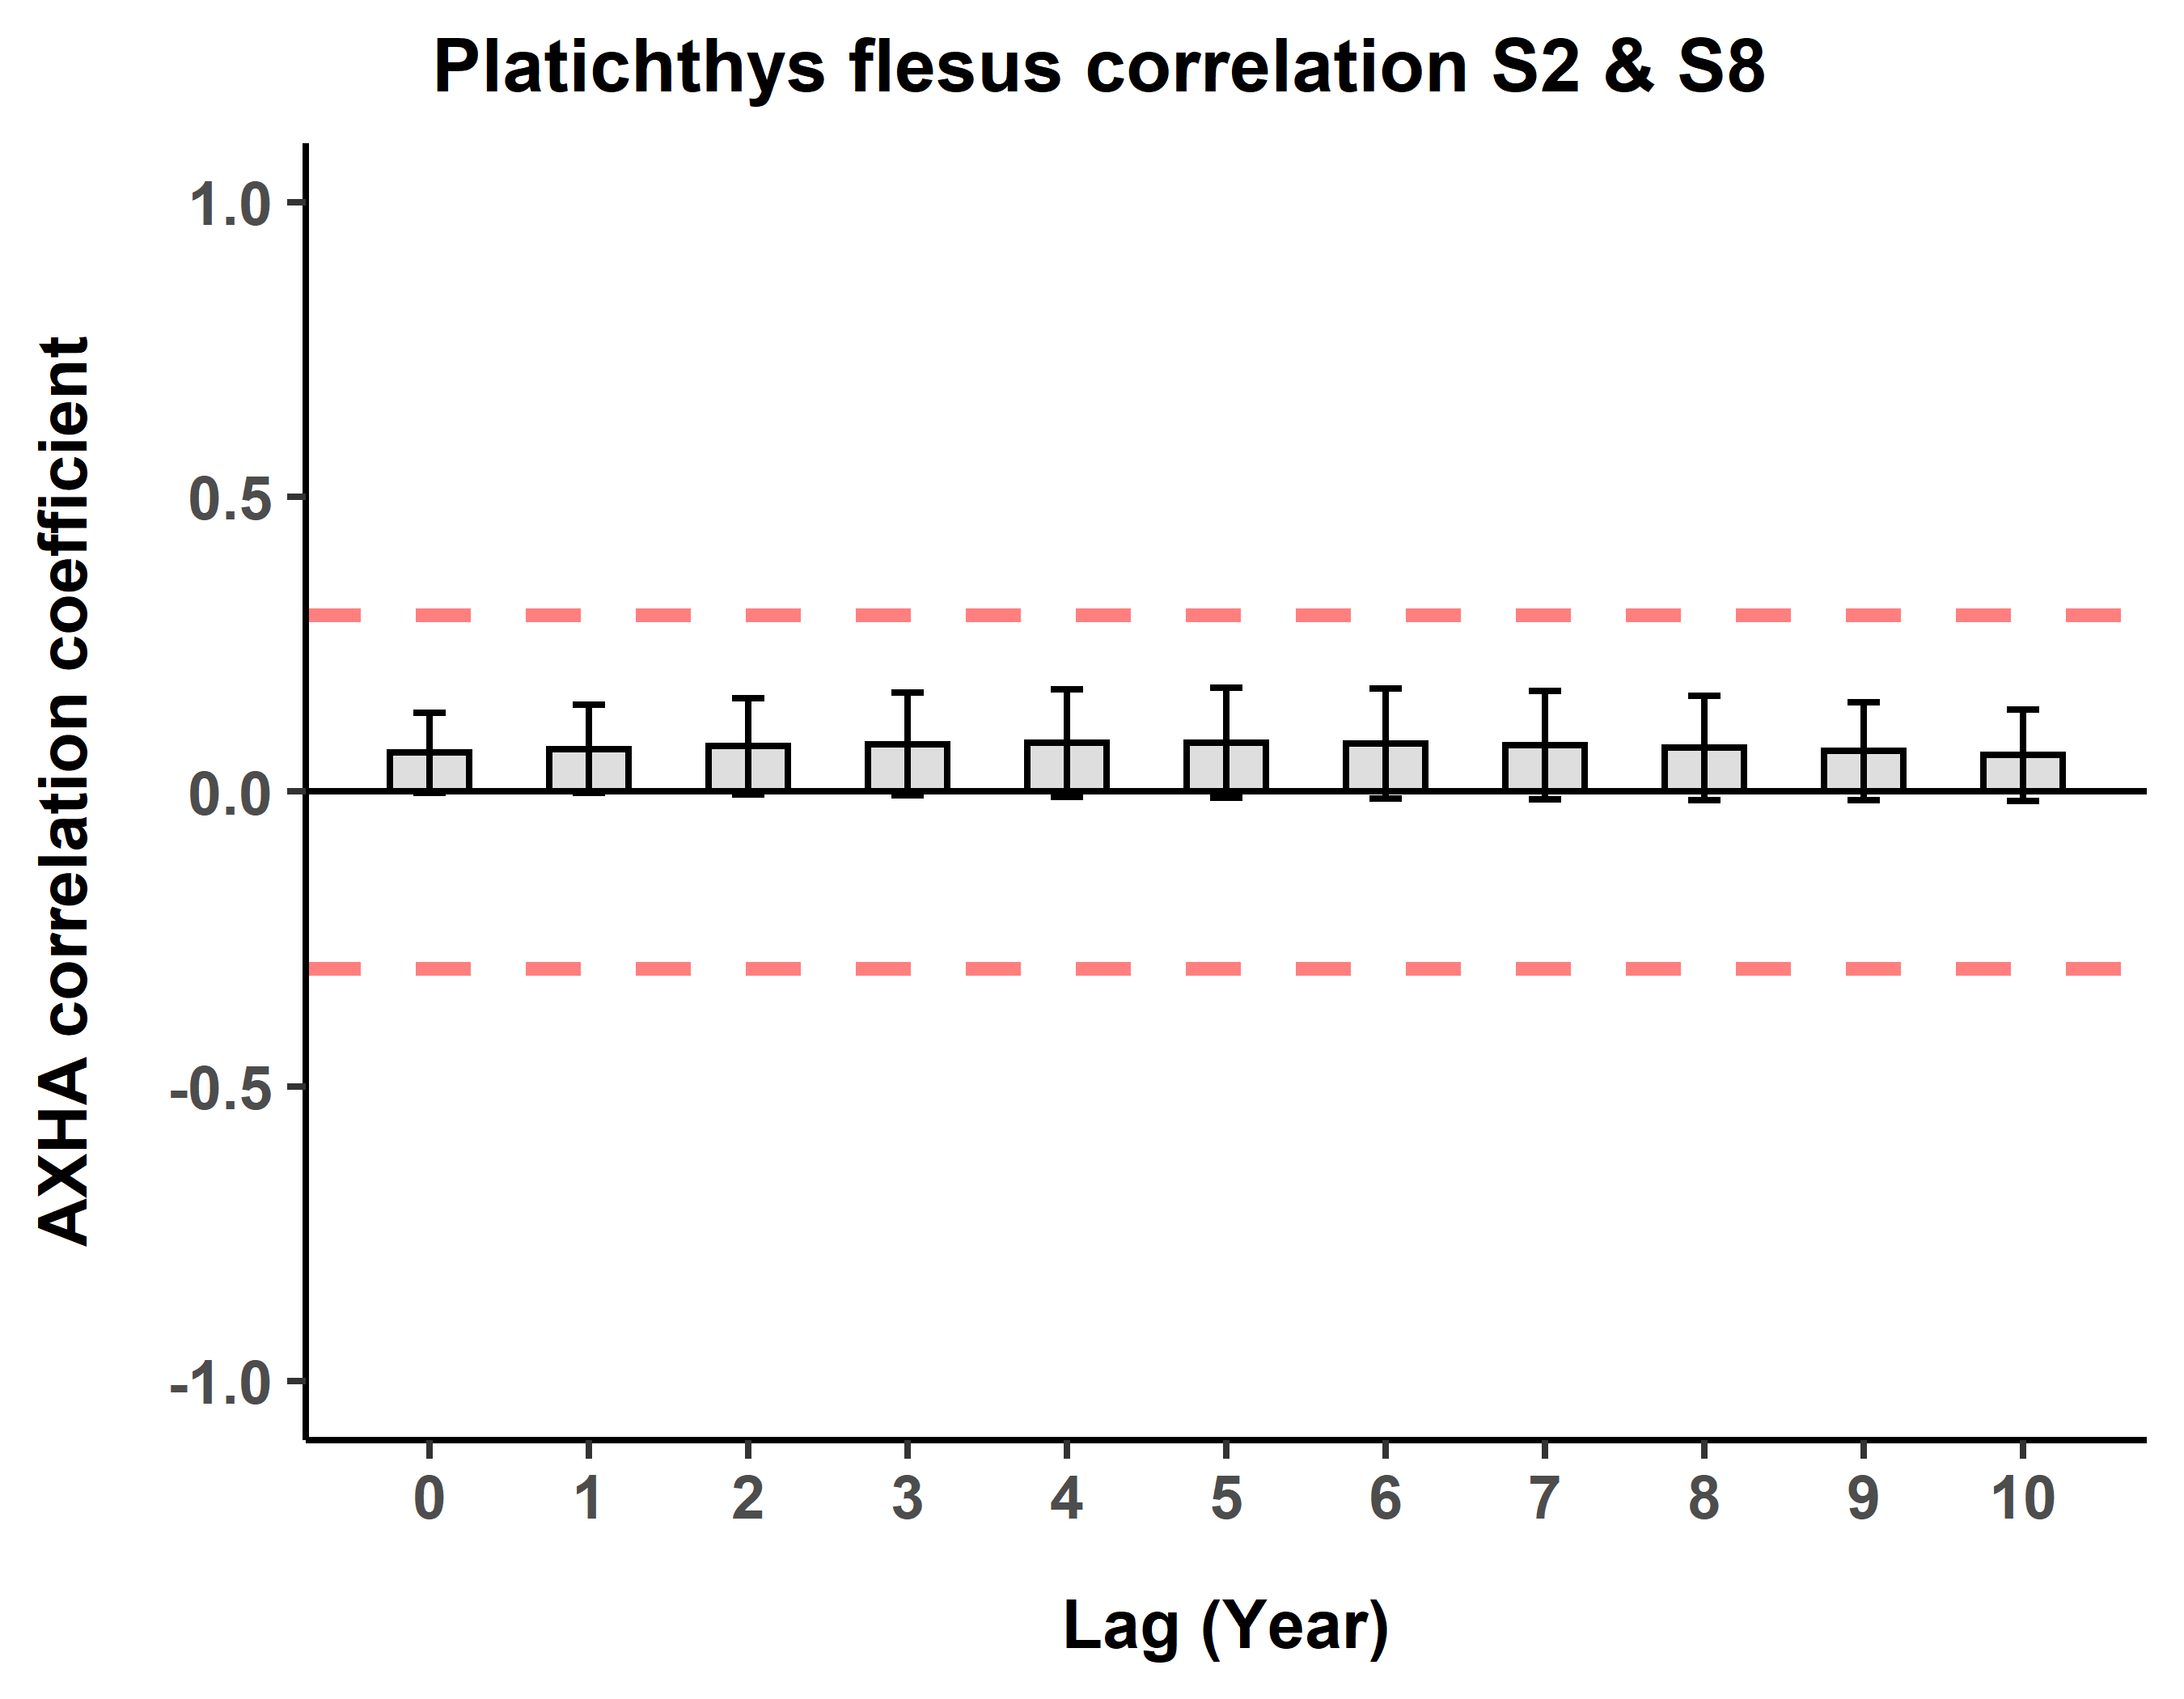 Platichthys flesus correlation S2 & S8
AXHA correlation coefficient
1.0
0.5
0.0
-0.5
-1.0
0 1 2 3 4 5 6 7 8 9 10
Lag (Year)